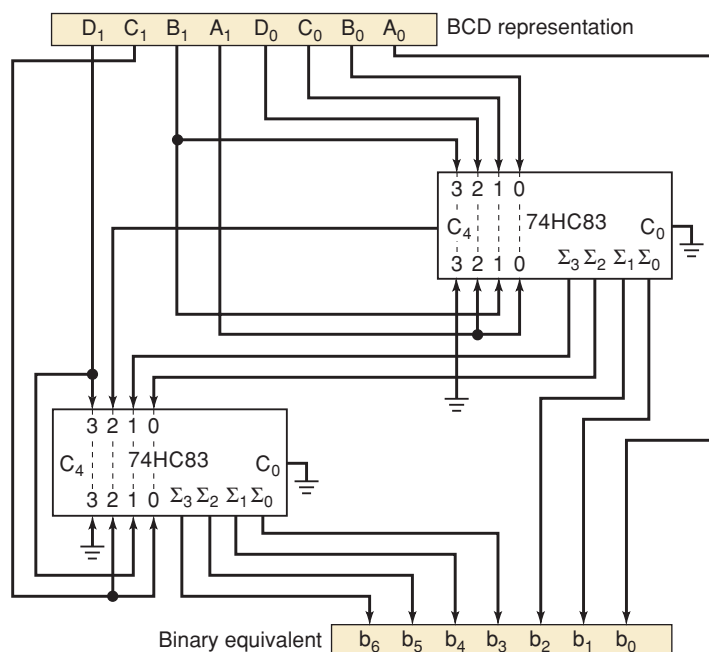 D₁ C₁ B₁ A₁ D₀ C₀ B₀ A₀
BCD representation
3 2 1 0
C₄
74HC83
C₀
3 2 1 0
Σ₃ Σ₂ Σ₁ Σ₀
3 2 1 0
C₄
74HC83
C₀
3 2 1 0
Σ₃ Σ₂ Σ₁ Σ₀
Binary equivalent
b₆ b₅ b₄ b₃ b₂ b₁ b₀